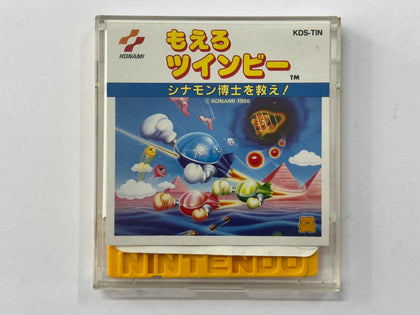 KONAMI
KDS-TIN
もえろ
ツインビー
TM
シナモン博士を救え!
©KONAMI 1986
NINTENDO